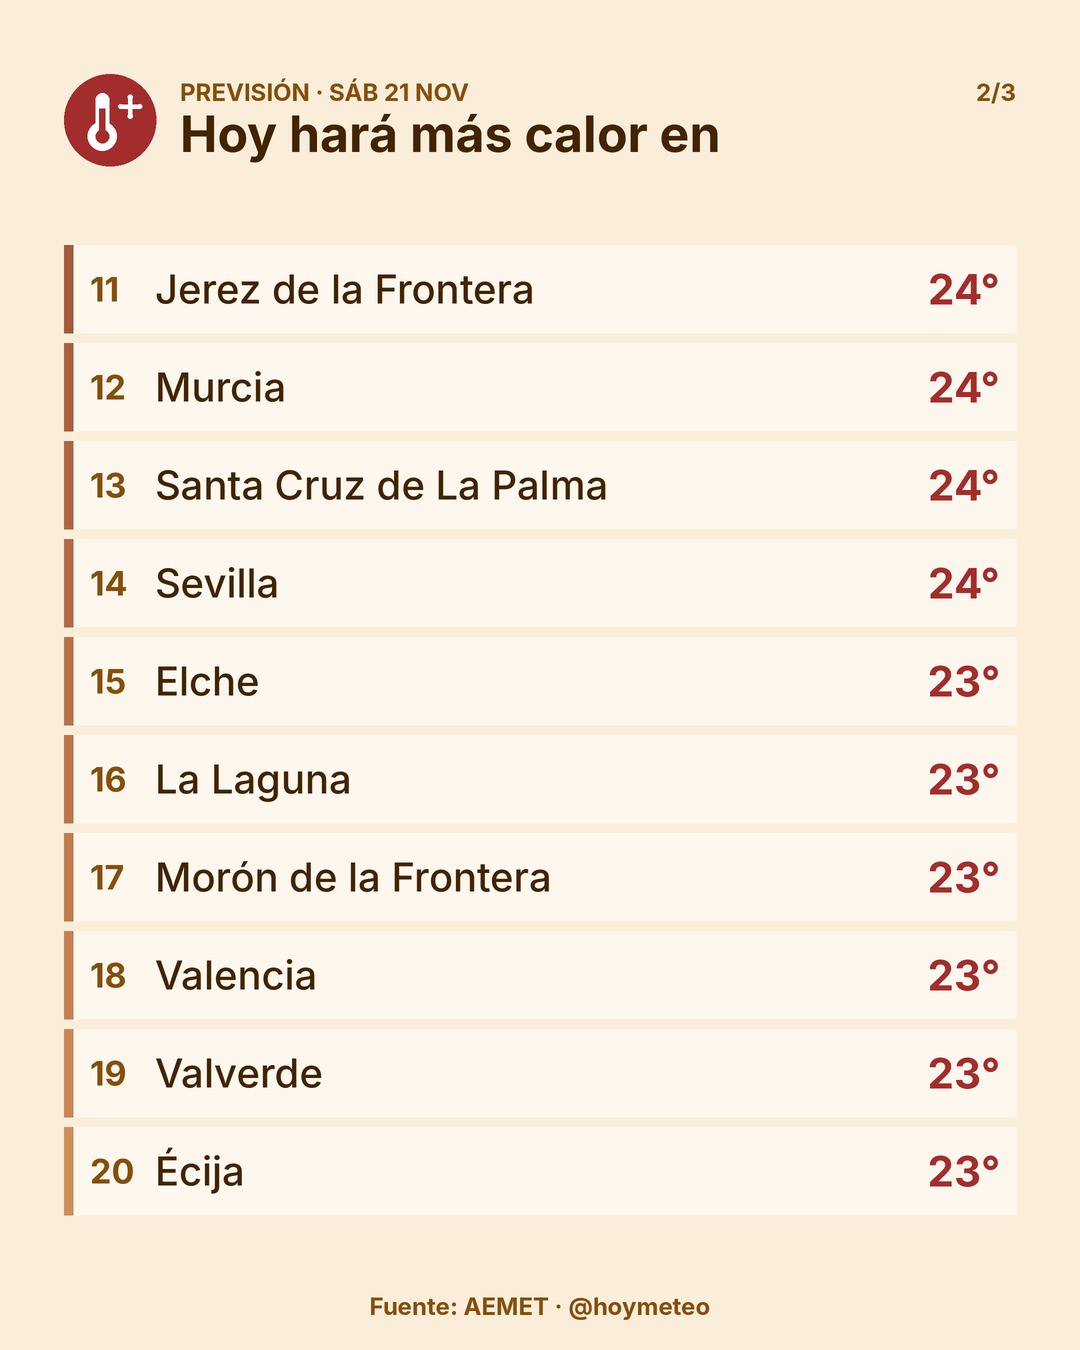 PREVISIÓN · SÁB 21 NOV
2/3
Hoy hará más calor en
11 Jerez de la Frontera 24°
12 Murcia 24°
13 Santa Cruz de La Palma 24°
14 Sevilla 24°
15 Elche 23°
16 La Laguna 23°
17 Morón de la Frontera 23°
18 Valencia 23°
19 Valverde 23°
20 Écija 23°
Fuente: AEMET · @hoymeteo